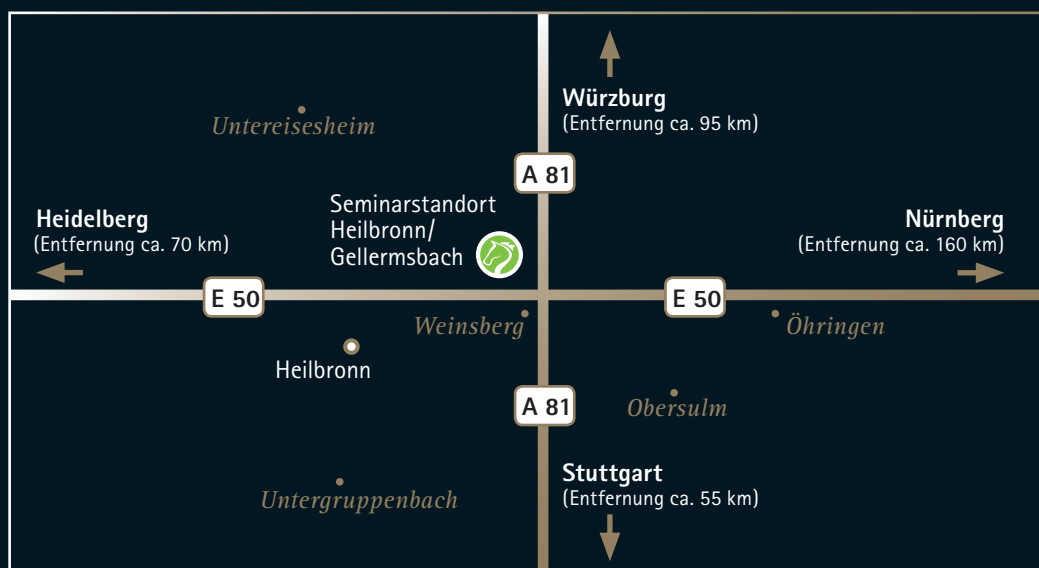 Würzburg
(Entfernung ca. 95 km)
Untereisesheim
A 81
Seminarstandort
Heilbronn/
Gellermsbach
Heidelberg
(Entfernung ca. 70 km)
Nürnberg
(Entfernung ca. 160 km)
E 50
E 50
Weinsberg
Öhringen
Heilbronn
A 81
Obersulm
Stuttgart
(Entfernung ca. 55 km)
Untergruppenbach